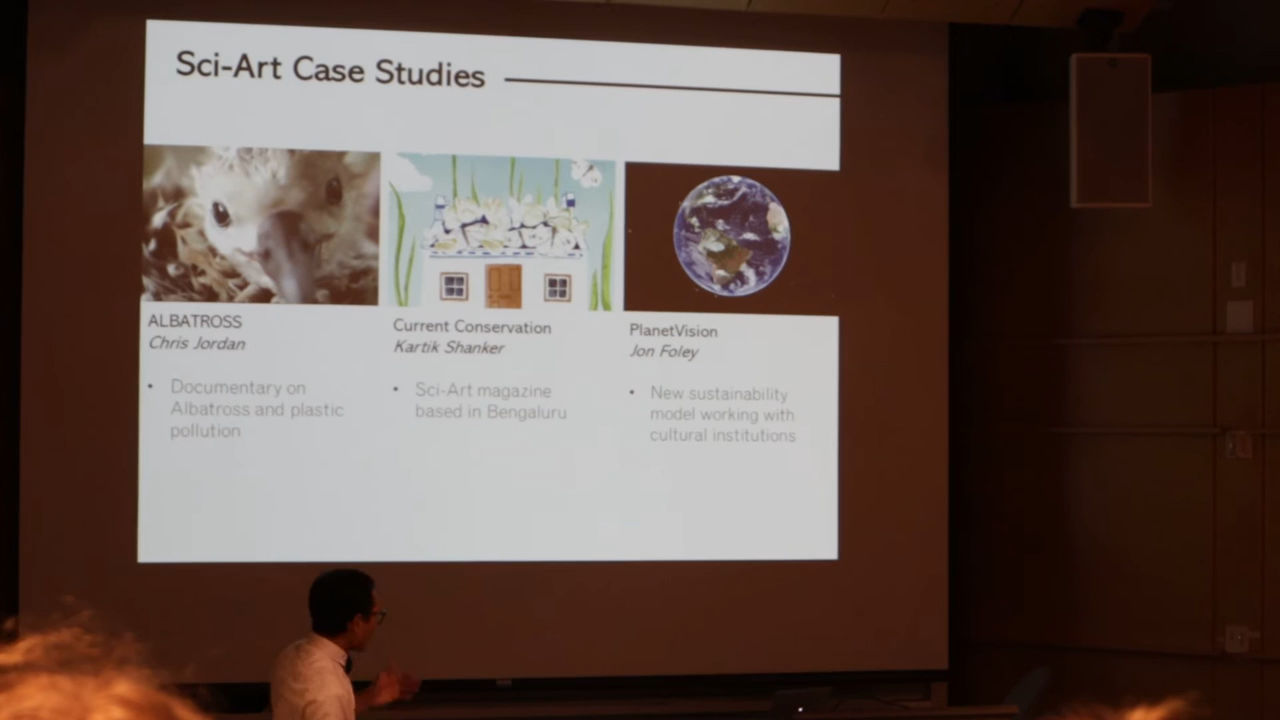 Sci-Art Case Studies
ALBATROSS
Chris Jordan
• Documentary on
Albatross and plastic
pollution
Current Conservation
Kartik Shanker
• Sci-Art magazine
based in Bengaluru
PlanetVision
Jon Foley
• New sustainability
model working with
cultural institutions